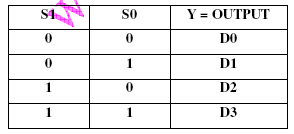 S1 S0 Y = OUTPUT
0 0 D0
0 1 D1
1 0 D2
1 1 D3